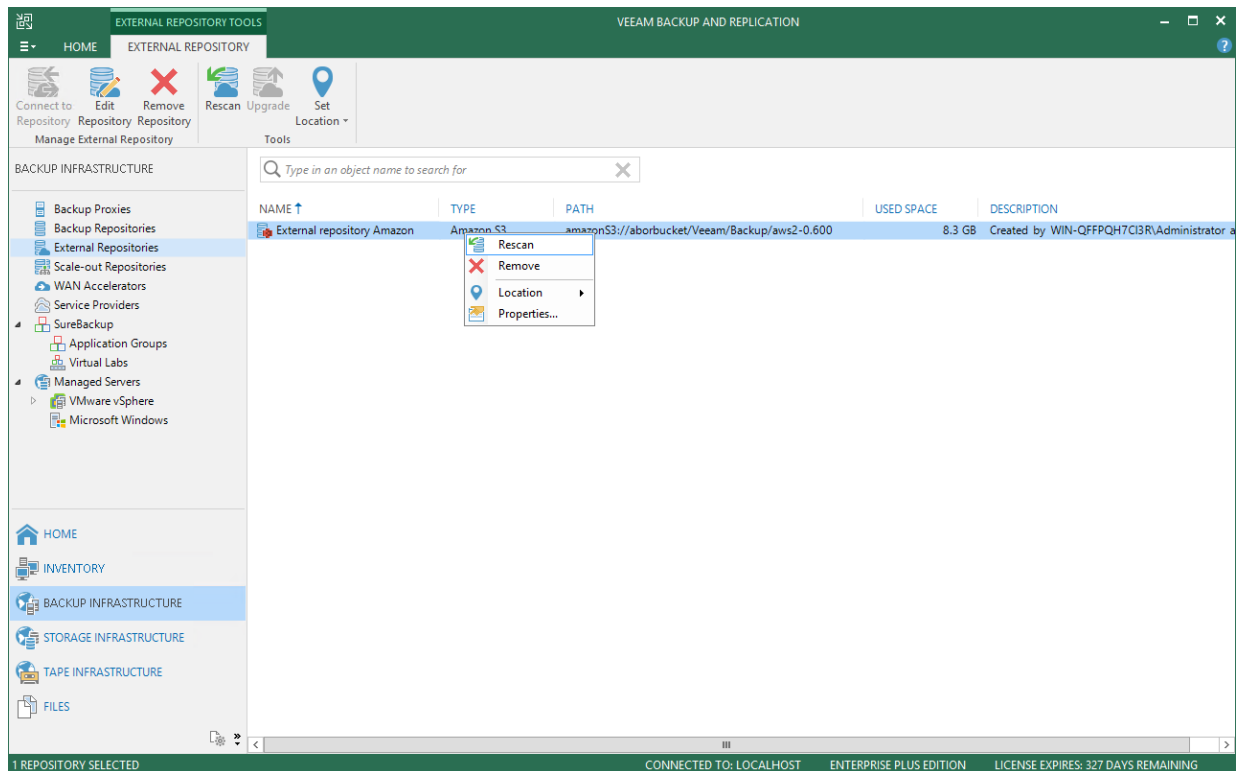 EXTERNAL REPOSITORY TOOLS
VEEAM BACKUP AND REPLICATION
HOME
EXTERNAL REPOSITORY
Connect to Repository
Edit Repository
Remove Repository
Rescan
Upgrade
Set Location
Manage External Repository
Tools
BACKUP INFRASTRUCTURE
Type in an object name to search for
Backup Proxies
Backup Repositories
External Repositories
Scale-out Repositories
WAN Accelerators
Service Providers
SureBackup
Application Groups
Virtual Labs
Managed Servers
VMware vSphere
Microsoft Windows
NAME TYPE PATH USED SPACE DESCRIPTION
External repository Amazon Amazon S3 amazonS3://aborbucket/Veeam/Backup/aws2-0.600 8.3 GB Created by WIN-QFFPQH7CI3R\Administrator a
Rescan
Remove
Location
Properties...
HOME
INVENTORY
BACKUP INFRASTRUCTURE
STORAGE INFRASTRUCTURE
TAPE INFRASTRUCTURE
FILES
1 REPOSITORY SELECTED
CONNECTED TO: LOCALHOST
ENTERPRISE PLUS EDITION
LICENSE EXPIRES: 327 DAYS REMAINING